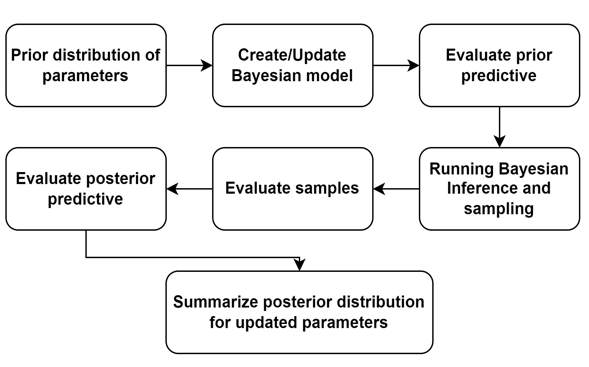 Prior distribution of
parameters
Create/Update
Bayesian model
Evaluate prior
predictive
Running Bayesian
Inference and
sampling
Evaluate samples
Evaluate posterior
predictive
Summarize posterior distribution
for updated parameters